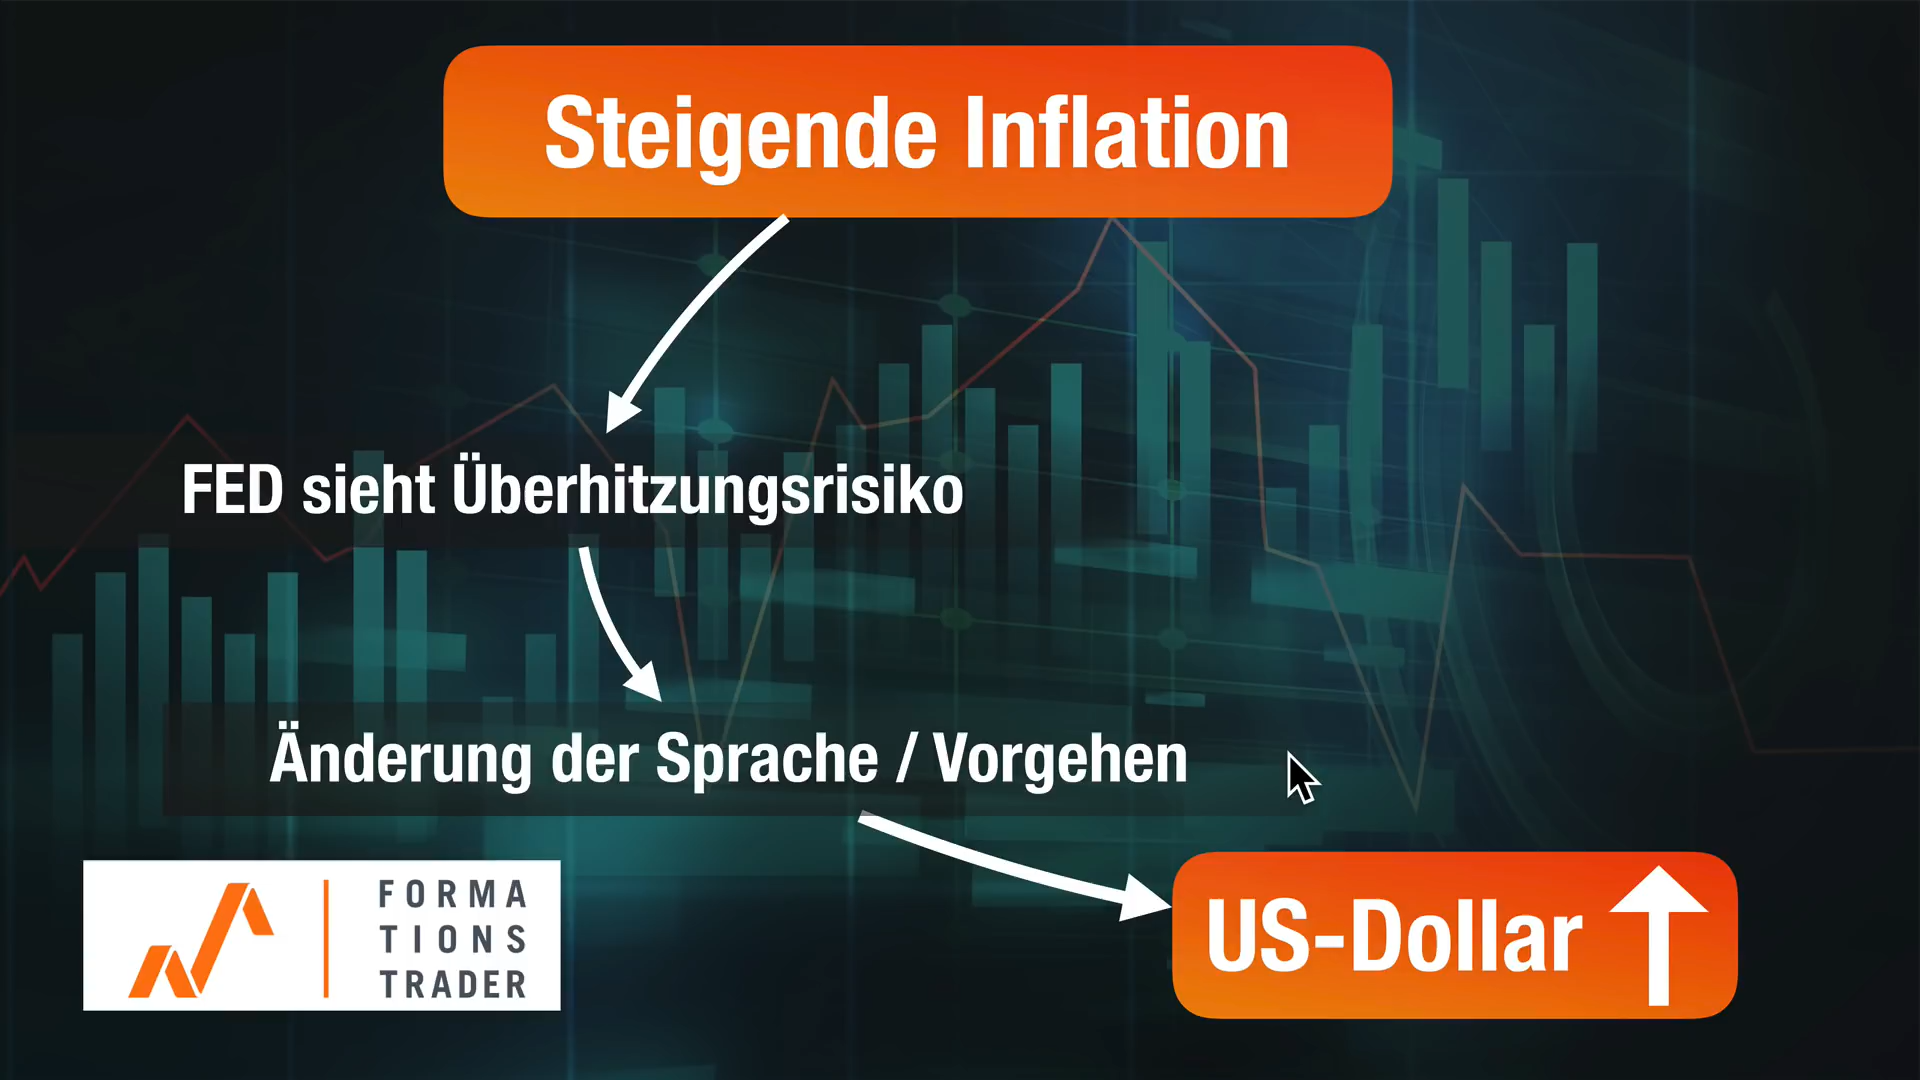 Steigende Inflation
FED sieht Überhitzungsrisiko
Änderung der Sprache / Vorgehen
US-Dollar
FORMA
TIONS
TRADER